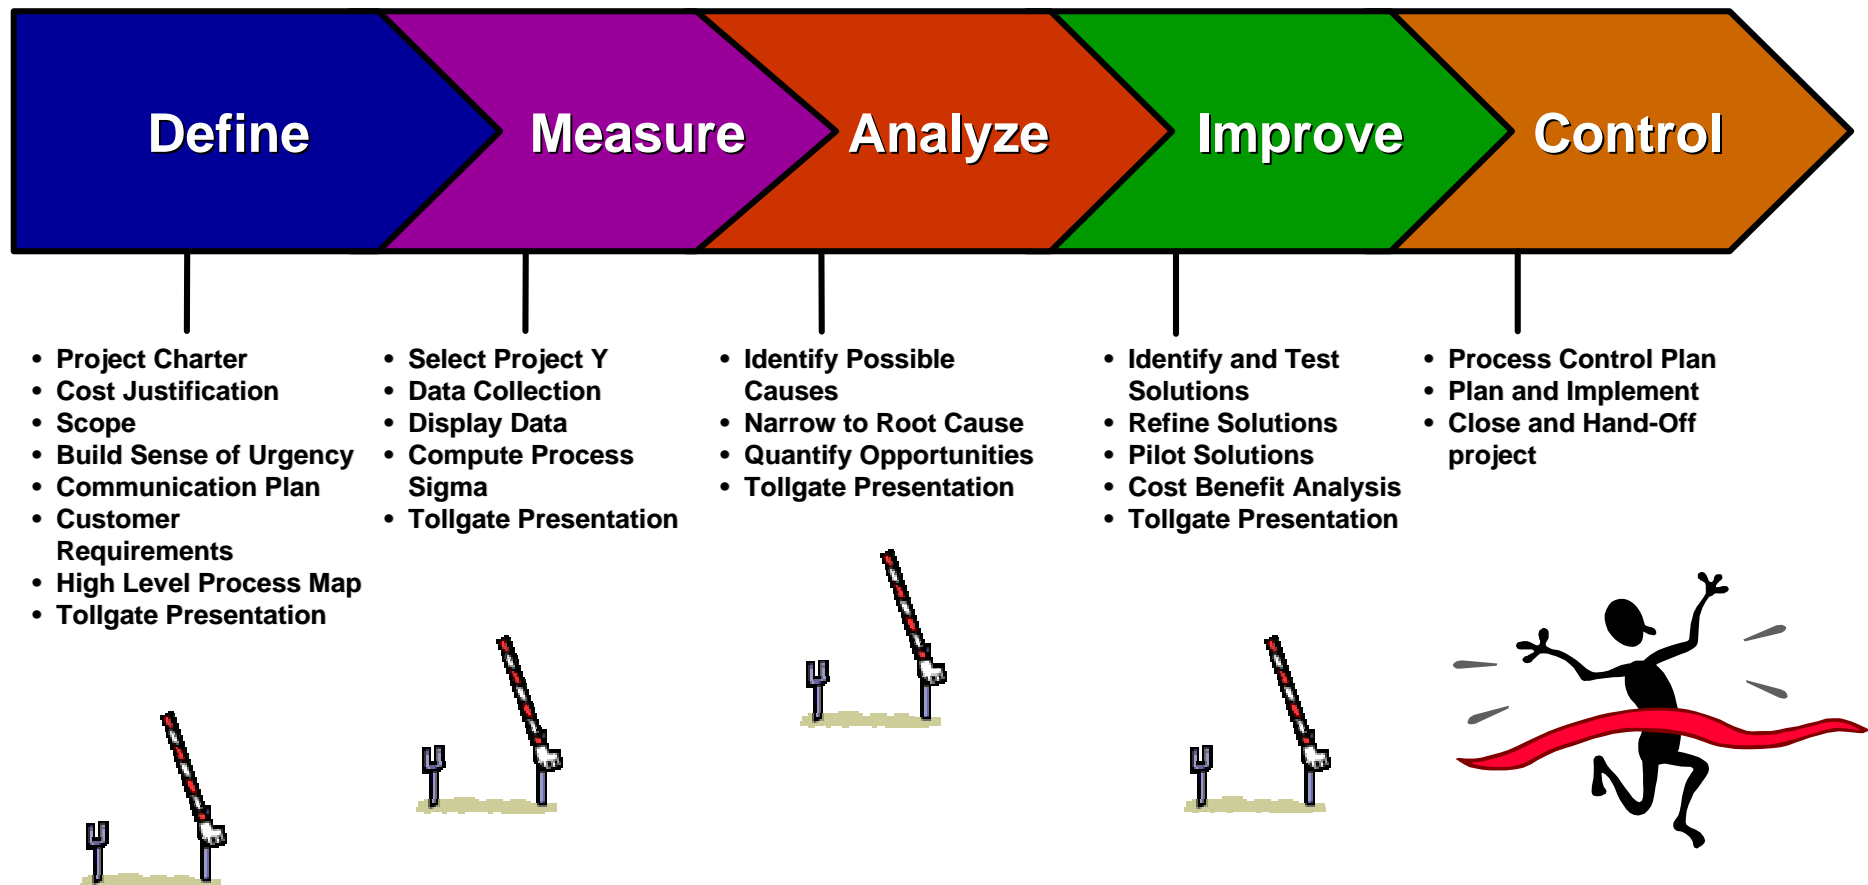 Define
Measure
Analyze
Improve
Control
• Project Charter
• Cost Justification
• Scope
• Build Sense of Urgency
• Communication Plan
• Customer
Requirements
• High Level Process Map
• Tollgate Presentation
• Select Project Y
• Data Collection
• Display Data
• Compute Process
Sigma
• Tollgate Presentation
• Identify Possible
Causes
• Narrow to Root Cause
• Quantify Opportunities
• Tollgate Presentation
• Identify and Test
Solutions
• Refine Solutions
• Pilot Solutions
• Cost Benefit Analysis
• Tollgate Presentation
• Process Control Plan
• Plan and Implement
• Close and Hand-Off
project